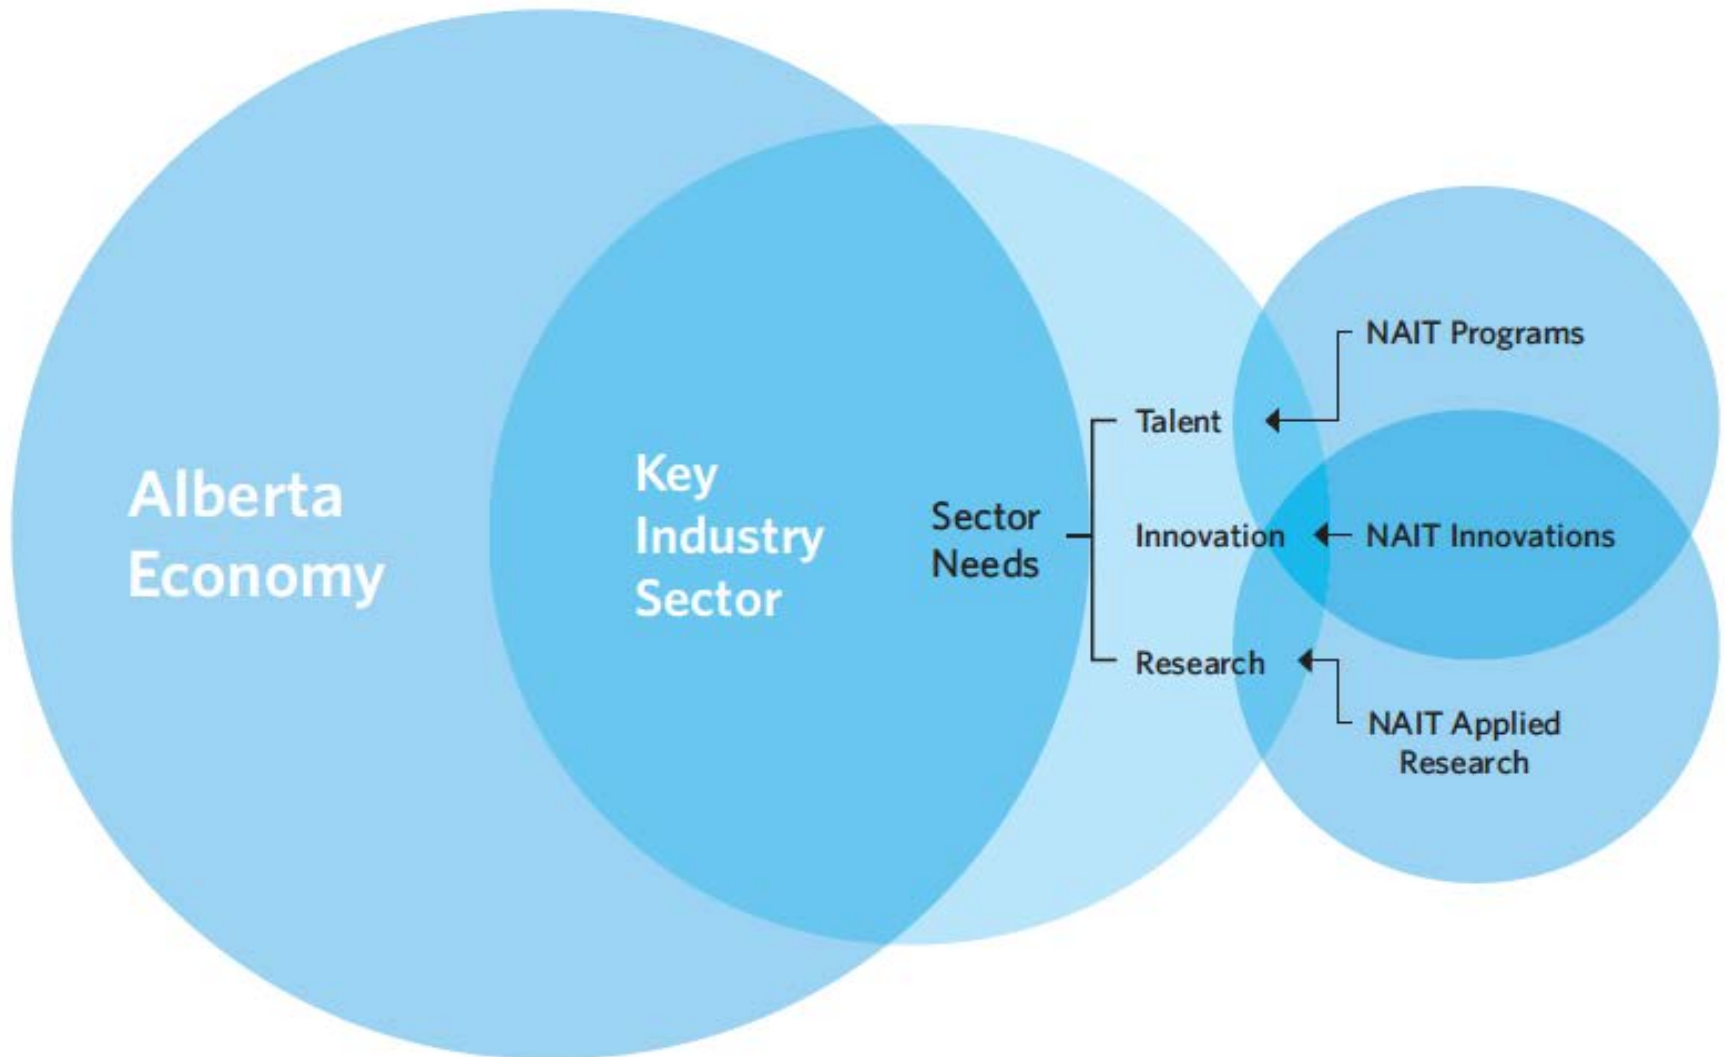 Alberta
Economy
Key
Industry
Sector
Sector
Needs
Talent
Innovation
Research
NAIT Programs
NAIT Innovations
NAIT Applied
Research